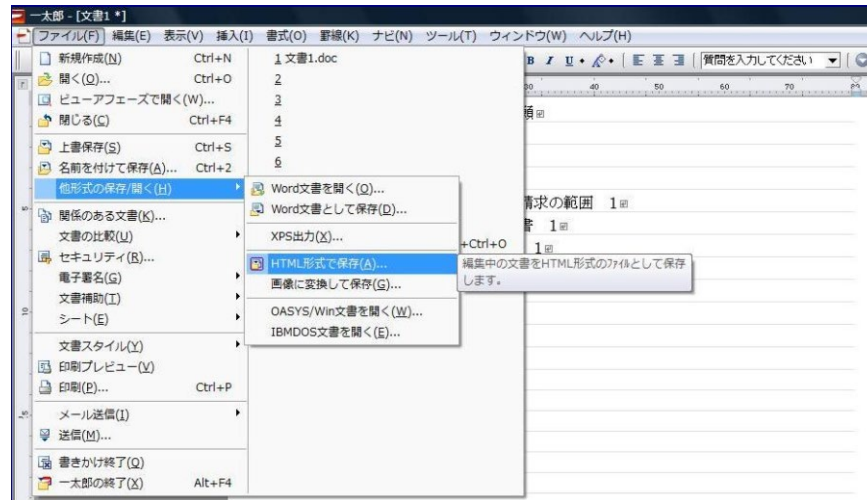 一太郎 - [文書1 *]
ファイル(F) 編集(E) 表示(V) 挿入(I) 書式(O) 罫線(K) ナビ(N) ツール(T) ウィンドウ(W) ヘルプ(H)
B I U 質問を入力してください
40 50 60 70
新規作成(N) Ctrl+N
開く(O)... Ctrl+O
ビューアフェーズで開く(W)...
閉じる(C) Ctrl+F4
上書保存(S) Ctrl+S
名前を付けて保存(A)... Ctrl+2
他形式の保存/開く(H)
関係のある文書(K)...
文書の比較(U)
セキュリティ(R)...
電子署名(G)
文書補助(T)
シート(E)
文書スタイル(Y)
印刷プレビュー(V)
印刷(P)... Ctrl+P
メール送信(I)
送信(M)...
書きかけ終了(Q)
一太郎の終了(X) Alt+F4
1 文書1.doc
2
3
4
5
6
Word文書を開く(O)...
Word文書として保存(D)...
XPS出力(X)...
HTML形式で保存(A)...
画像に変換して保存(G)...
OASYS/Win文書を開く(W)...
IBMDOS文書を開く(E)...
+Ctrl+O
編集中の文書をHTML形式のファイルとして保存
します。
請求の範囲 1
書 1
1